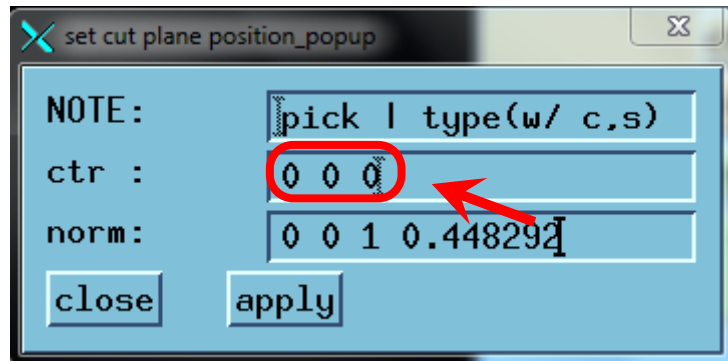 set cut plane position_popup
NOTE: pick | type(w/ c,s)
ctr : 0 0 0
norm: 0 0 1 0.448292
close apply